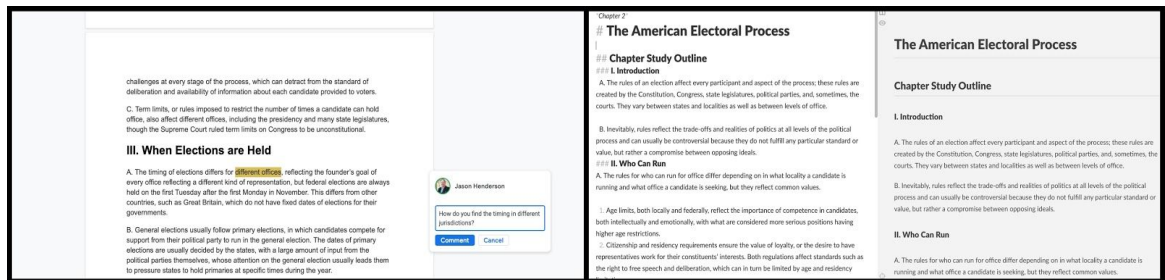 challenges at every stage of the process, which can detract from the standard of
deliberation and availability of information about each candidate provided to voters.
C. Term limits, or rules imposed to restrict the number of times a candidate can hold
office, also affect different offices, including the presidency and many state legislatures,
though the Supreme Court ruled term limits on Congress to be unconstitutional.
III. When Elections are Held
A. The timing of elections differs for different offices, reflecting the founder's goal of
every office reflecting a different kind of representation, but federal elections are always
held on the first Tuesday after the first Monday in November. This differs from other
countries, such as Great Britain, which do not have fixed dates of elections for their
governments.
B. General elections usually follow primary elections, in which candidates compete for
support from their political party to run in the general election. The dates of primary
elections are usually decided by the states, with a large amount of input from the
political parties themselves, whose attention on the general election usually leads them
to pressure states to hold primaries at specific times during the year.
Jason Henderson
How do you find the timing in different
jurisdictions?
Comment Cancel
"Chapter 2"
# The American Electoral Process
## Chapter Study Outline
### I. Introduction
A. The rules of an election affect every participant and aspect of the process; these rules are
created by the Constitution, Congress, state legislatures, political parties, and, sometimes, the
courts. They vary between states and localities as well as between levels of office.
B. Inevitably, rules reflect the trade-offs and realities of politics at all levels of the political
process and can usually be controversial because they do not fulfill any particular standard or
value, but rather a compromise between opposing ideals.
### II. Who Can Run
A. The rules for who can run for office differ depending on in what locality a candidate is
running and what office a candidate is seeking, but they reflect common values.
1. Age limits, both locally and federally, reflect the importance of competence in candidates,
both intellectually and emotionally, with what are considered more serious positions having
higher age restrictions.
2. Citizenship and residency requirements ensure the value of loyalty, or the desire to have
representatives work for their constituents' interests. Both regulations affect standards such as
the right to free speech and deliberation, which can in turn be limited by age and residency
The American Electoral Process
Chapter Study Outline
I. Introduction
A. The rules of an election affect every participant and aspect of the process; these rules are
created by the Constitution, Congress, state legislatures, political parties, and, sometimes, the
courts. They vary between states and localities as well as between levels of office.
B. Inevitably, rules reflect the trade-offs and realities of politics at all levels of the political
process and can usually be controversial because they do not fulfill any particular standard or
value, but rather a compromise between opposing ideals.
II. Who Can Run
A. The rules for who can run for office differ depending on in what locality a candidate is
running and what office a candidate is seeking, but they reflect common values.